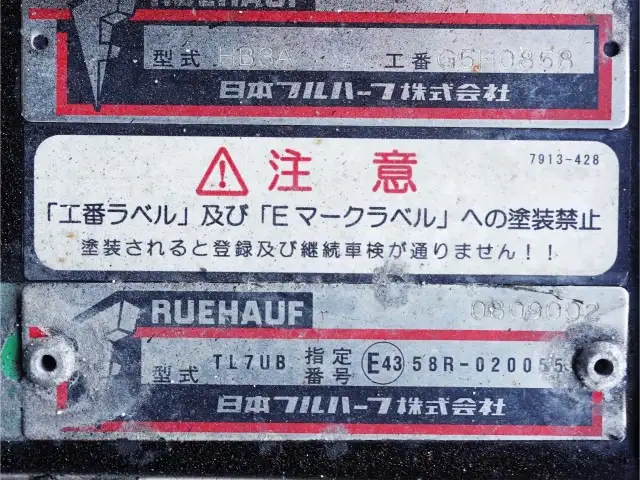 RUEHAUF
型式 HB8A 工番 G5H0858
日本フルハーフ株式会社
⚠ 注意 7913-428
「工番ラベル」及び「Eマークラベル」への塗装禁止
塗装されると登録及び継続車検が通りません!!
RUEHAUF 0809002
型式 TL7UB 指定番号 E43 58R-020055
日本フルハーフ株式会社